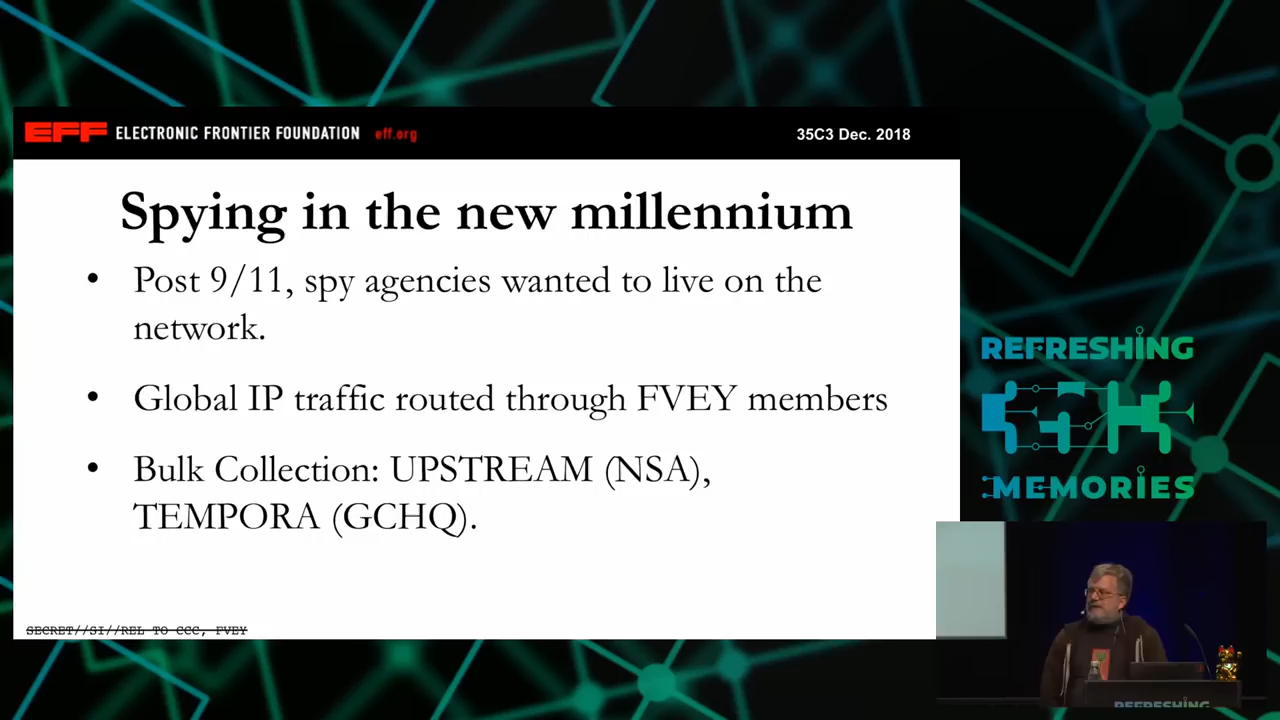 EFF ELECTRONIC FRONTIER FOUNDATION eff.org
35C3 Dec. 2018
Spying in the new millennium
• Post 9/11, spy agencies wanted to live on the
network.
• Global IP traffic routed through FVEY members
• Bulk Collection: UPSTREAM (NSA),
TEMPORA (GCHQ).
SECRET//SI//REL TO CCC, FVEY
REFRESHING
35C3
MEMORIES
REFRESHING